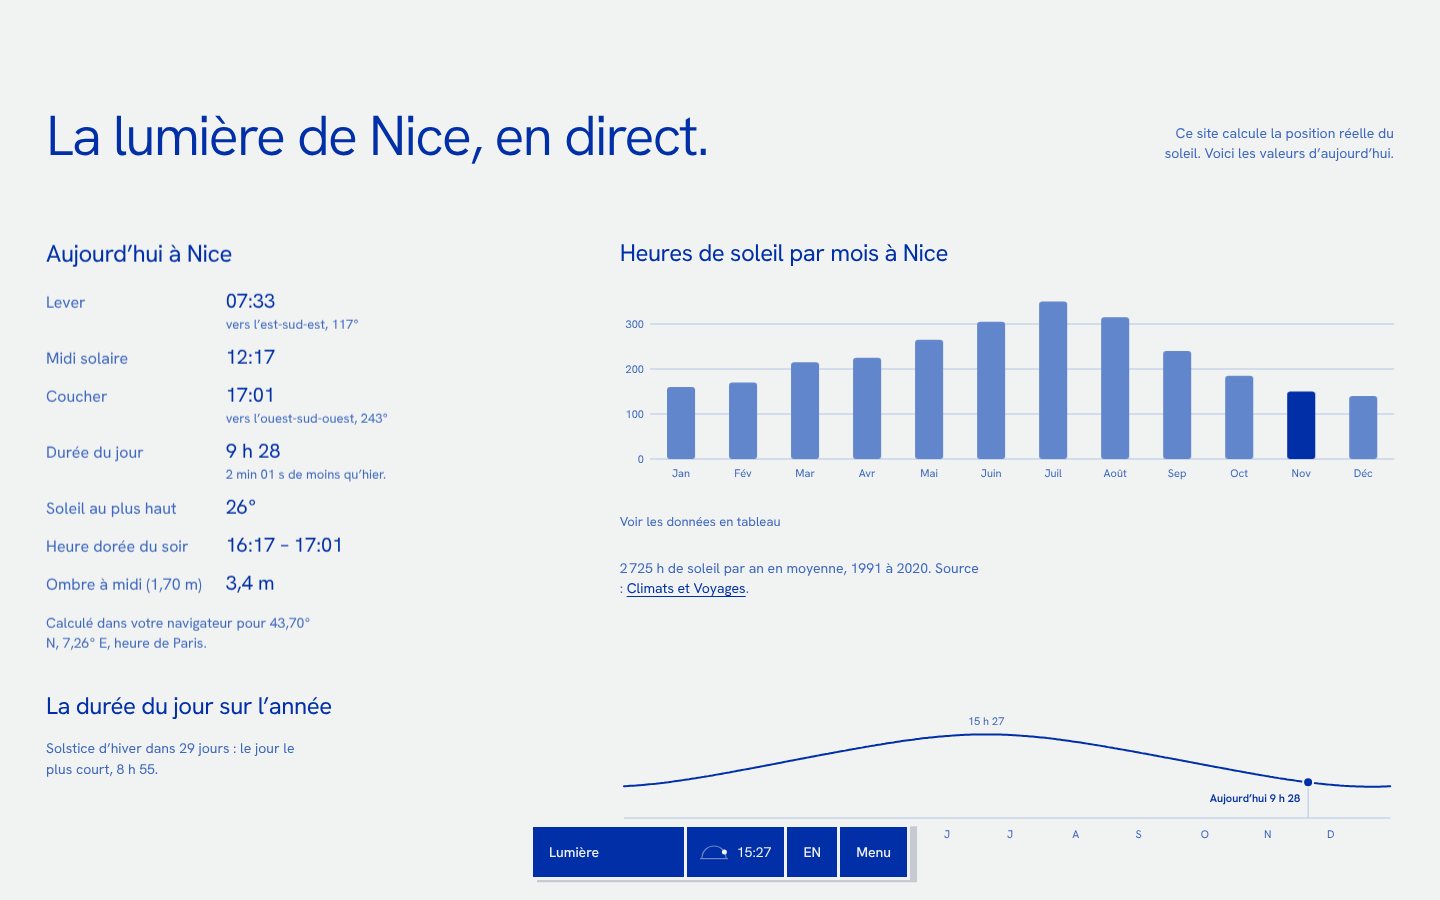 La lumière de Nice, en direct.
Ce site calcule la position réelle du
soleil. Voici les valeurs d’aujourd’hui.
Aujourd’hui à Nice
Lever 07:33
vers l’est-sud-est, 117°
Midi solaire 12:17
Coucher 17:01
vers l’ouest-sud-ouest, 243°
Durée du jour 9 h 28
2 min 01 s de moins qu’hier.
Soleil au plus haut 26°
Heure dorée du soir 16:17 – 17:01
Ombre à midi (1,70 m) 3,4 m
Calculé dans votre navigateur pour 43,70°
N, 7,26° E, heure de Paris.
Heures de soleil par mois à Nice
300
200
100
0
Jan Fév Mar Avr Mai Juin Juil Août Sep Oct Nov Déc
Voir les données en tableau
2 725 h de soleil par an en moyenne, 1991 à 2020. Source
: Climats et Voyages.
La durée du jour sur l’année
Solstice d’hiver dans 29 jours : le jour le
plus court, 8 h 55.
15 h 27
Aujourd’hui 9 h 28
J J A S O N D
Lumière 15:27 EN Menu